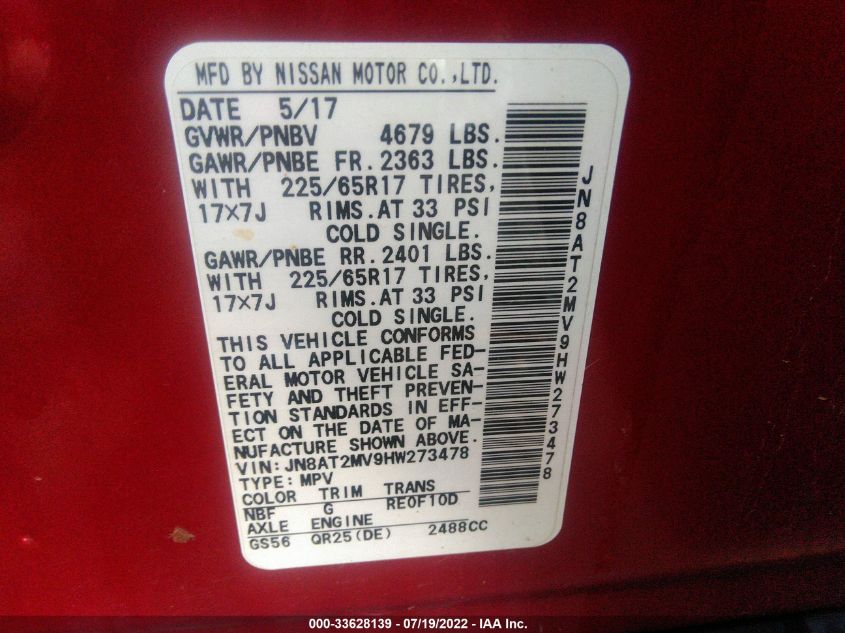 MFD BY NISSAN MOTOR CO.,LTD.
DATE 5/17
GVWR/PNBV 4679 LBS.
GAWR/PNBE FR. 2363 LBS.
WITH 225/65R17 TIRES,
17×7J RIMS. AT 33 PSI
COLD SINGLE.
GAWR/PNBE RR. 2401 LBS.
WITH 225/65R17 TIRES,
17×7J RIMS. AT 33 PSI
COLD SINGLE.
THIS VEHICLE CONFORMS
TO ALL APPLICABLE FED-
ERAL MOTOR VEHICLE SA-
FETY AND THEFT PREVEN-
TION STANDARDS IN EFF-
ECT ON THE DATE OF MA-
NUFACTURE SHOWN ABOVE.
VIN: JN8AT2MV9HW273478
TYPE: MPV
COLOR TRIM TRANS
NBF G RE0F10D
AXLE ENGINE
GS56 QR25(DE) 2488CC
JN8AT2MV9HW273478
000-33628139 - 07/19/2022 - IAA Inc.